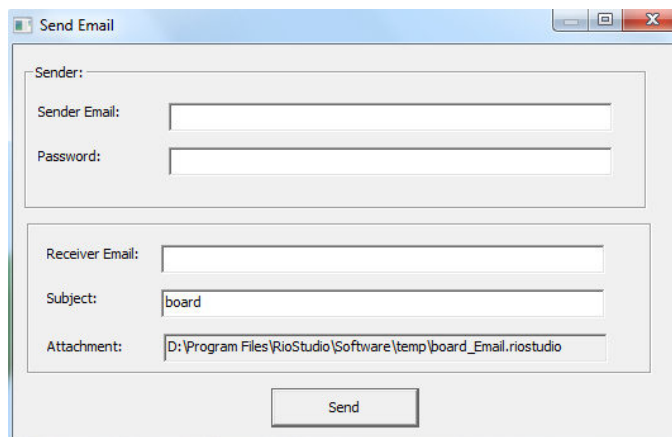 Send Email
Sender:
Sender Email:
Password:
Receiver Email:
Subject: board
Attachment: D:\Program Files\RioStudio\Software\temp\board_Email.riostudio
Send